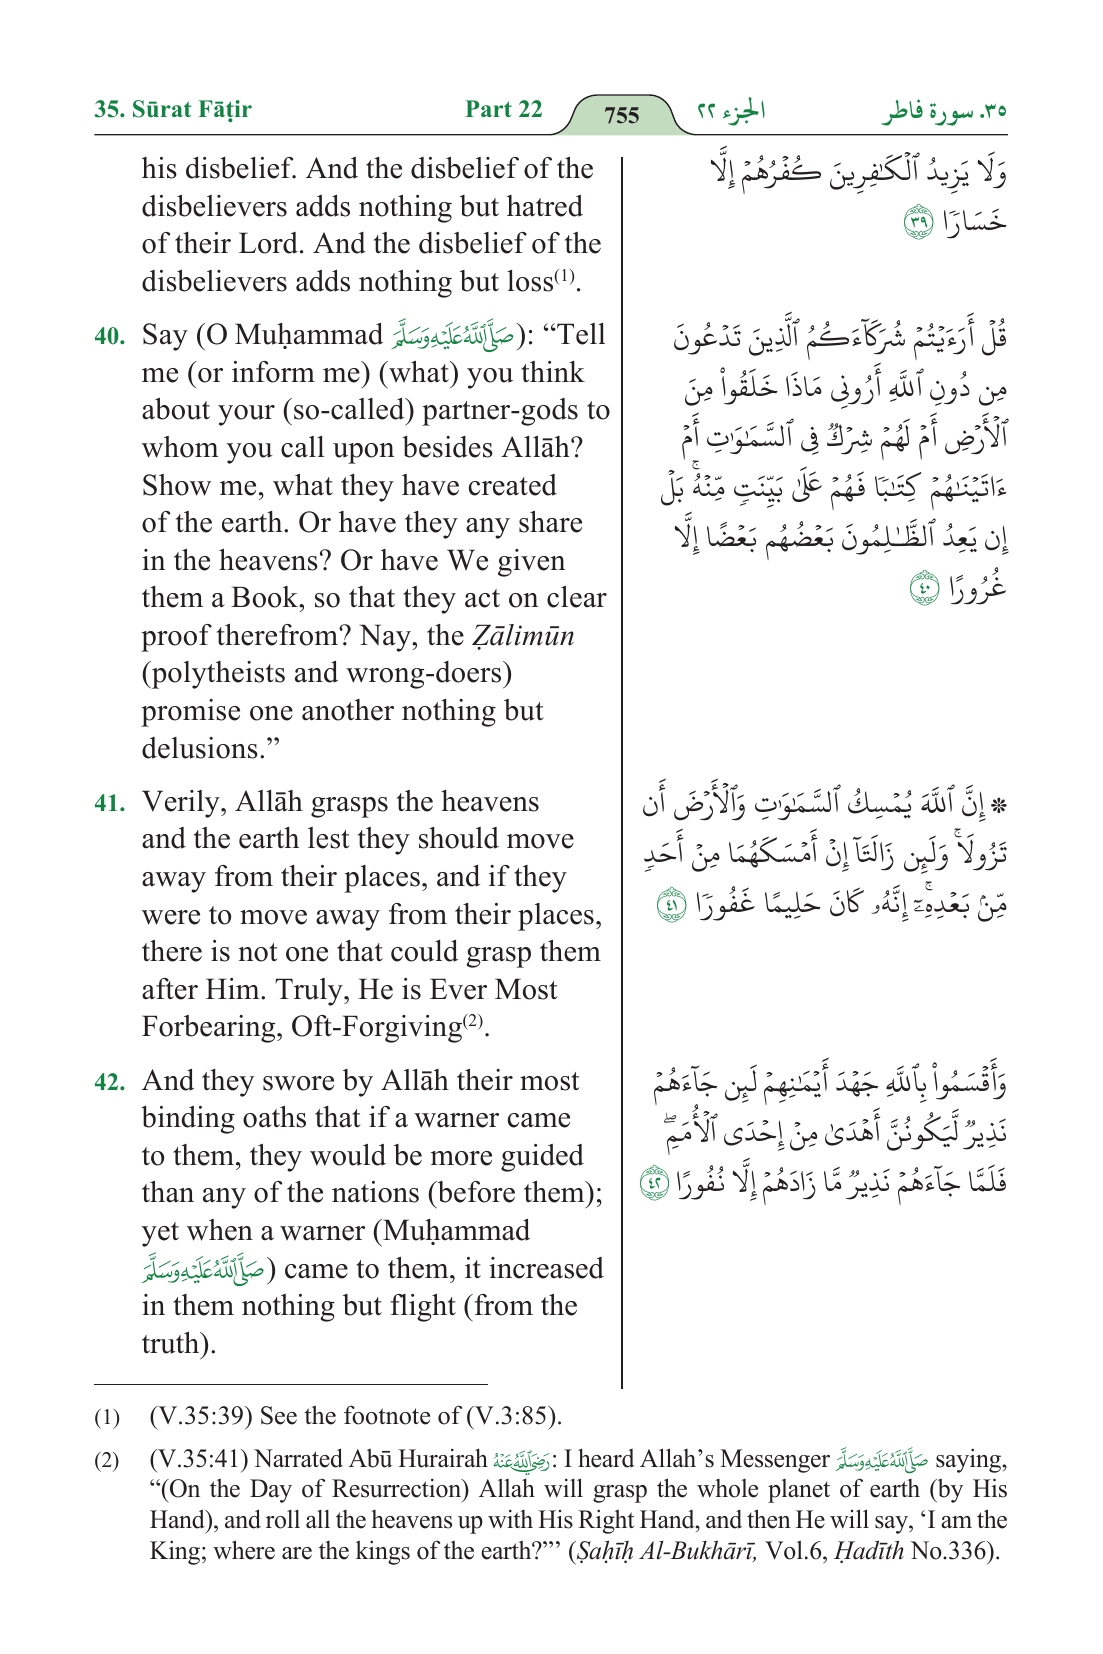 35. Sūrat Fāṭir Part 22 755 الجزء ٢٢ ٣٥. سورة فاطر
his disbelief. And the disbelief of the
disbelievers adds nothing but hatred
of their Lord. And the disbelief of the
disbelievers adds nothing but loss(1).
وَلَا يَزِيدُ ٱلْكَٰفِرِينَ كُفْرُهُمْ إِلَّا
خَسَارًا ٣٩
40. Say (O Muḥammad صَلَّى ٱللَّهُ عَلَيْهِ وَسَلَّمَ): “Tell
me (or inform me) (what) you think
about your (so-called) partner-gods to
whom you call upon besides Allāh?
Show me, what they have created
of the earth. Or have they any share
in the heavens? Or have We given
them a Book, so that they act on clear
proof therefrom? Nay, the Ẓālimūn
(polytheists and wrong-doers)
promise one another nothing but
delusions.”
قُلْ أَرَءَيْتُمْ شُرَكَآءَكُمُ ٱلَّذِينَ تَدْعُونَ
مِن دُونِ ٱللَّهِ أَرُونِى مَاذَا خَلَقُوا۟ مِنَ
ٱلْأَرْضِ أَمْ لَهُمْ شِرْكٌ فِى ٱلسَّمَٰوَٰتِ أَمْ
ءَاتَيْنَٰهُمْ كِتَٰبًا فَهُمْ عَلَىٰ بَيِّنَتٍ مِّنْهُ ۚ بَلْ
إِن يَعِدُ ٱلظَّٰلِمُونَ بَعْضُهُم بَعْضًا إِلَّا
غُرُورًا ٤٠
41. Verily, Allāh grasps the heavens
and the earth lest they should move
away from their places, and if they
were to move away from their places,
there is not one that could grasp them
after Him. Truly, He is Ever Most
Forbearing, Oft-Forgiving(2).
۞ إِنَّ ٱللَّهَ يُمْسِكُ ٱلسَّمَٰوَٰتِ وَٱلْأَرْضَ أَن
تَزُولَا ۚ وَلَئِن زَالَتَآ إِنْ أَمْسَكَهُمَا مِنْ أَحَدٍ
مِّنۢ بَعْدِهِۦٓ ۚ إِنَّهُۥ كَانَ حَلِيمًا غَفُورًا ٤١
42. And they swore by Allāh their most
binding oaths that if a warner came
to them, they would be more guided
than any of the nations (before them);
yet when a warner (Muḥammad
صَلَّى ٱللَّهُ عَلَيْهِ وَسَلَّمَ) came to them, it increased
in them nothing but flight (from the
truth).
وَأَقْسَمُوا۟ بِٱللَّهِ جَهْدَ أَيْمَٰنِهِمْ لَئِن جَآءَهُمْ
نَذِيرٌ لَّيَكُونُنَّ أَهْدَىٰ مِنْ إِحْدَى ٱلْأُمَمِ ۖ
فَلَمَّا جَآءَهُمْ نَذِيرٌ مَّا زَادَهُمْ إِلَّا نُفُورًا ٤٢
(1) (V.35:39) See the footnote of (V.3:85).
(2) (V.35:41) Narrated Abū Hurairah رَضِيَ ٱللَّهُ عَنْهُ: I heard Allah’s Messenger صَلَّى ٱللَّهُ عَلَيْهِ وَسَلَّمَ saying,
“(On the Day of Resurrection) Allah will grasp the whole planet of earth (by His
Hand), and roll all the heavens up with His Right Hand, and then He will say, ‘I am the
King; where are the kings of the earth?”’ (Ṣaḥīḥ Al-Bukhārī, Vol.6, Ḥadīth No.336).